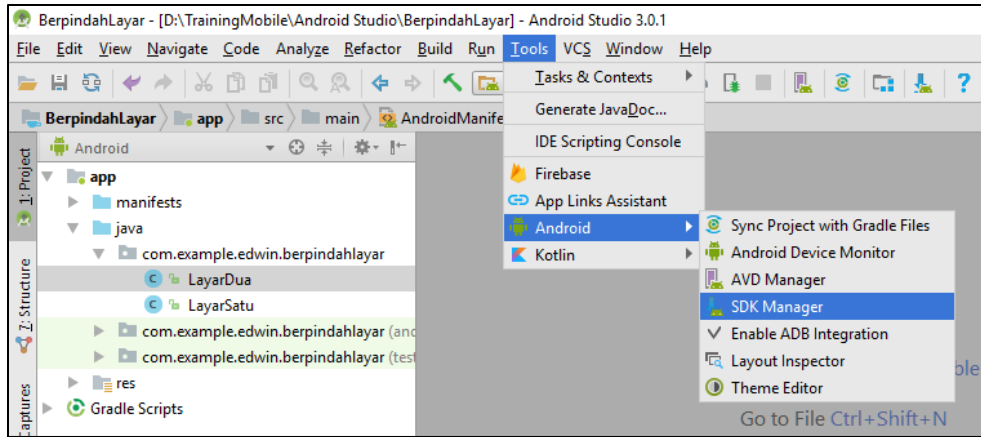 BerpindahLayar - [D:\TrainingMobile\Android Studio\BerpindahLayar] - Android Studio 3.0.1
File Edit View Navigate Code Analyze Refactor Build Run Tools VCS Window Help
BerpindahLayar app src main AndroidManife
Tasks & Contexts
Generate JavaDoc...
IDE Scripting Console
Firebase
App Links Assistant
Android
Kotlin
Sync Project with Gradle Files
Android Device Monitor
AVD Manager
SDK Manager
Enable ADB Integration
Layout Inspector
Theme Editor
1: Project
7: Structure
Captures
Android
app
manifests
java
com.example.edwin.berpindahlayar
C LayarDua
C LayarSatu
com.example.edwin.berpindahlayar (and
com.example.edwin.berpindahlayar (test
res
Gradle Scripts
ble
Go to File Ctrl+Shift+N